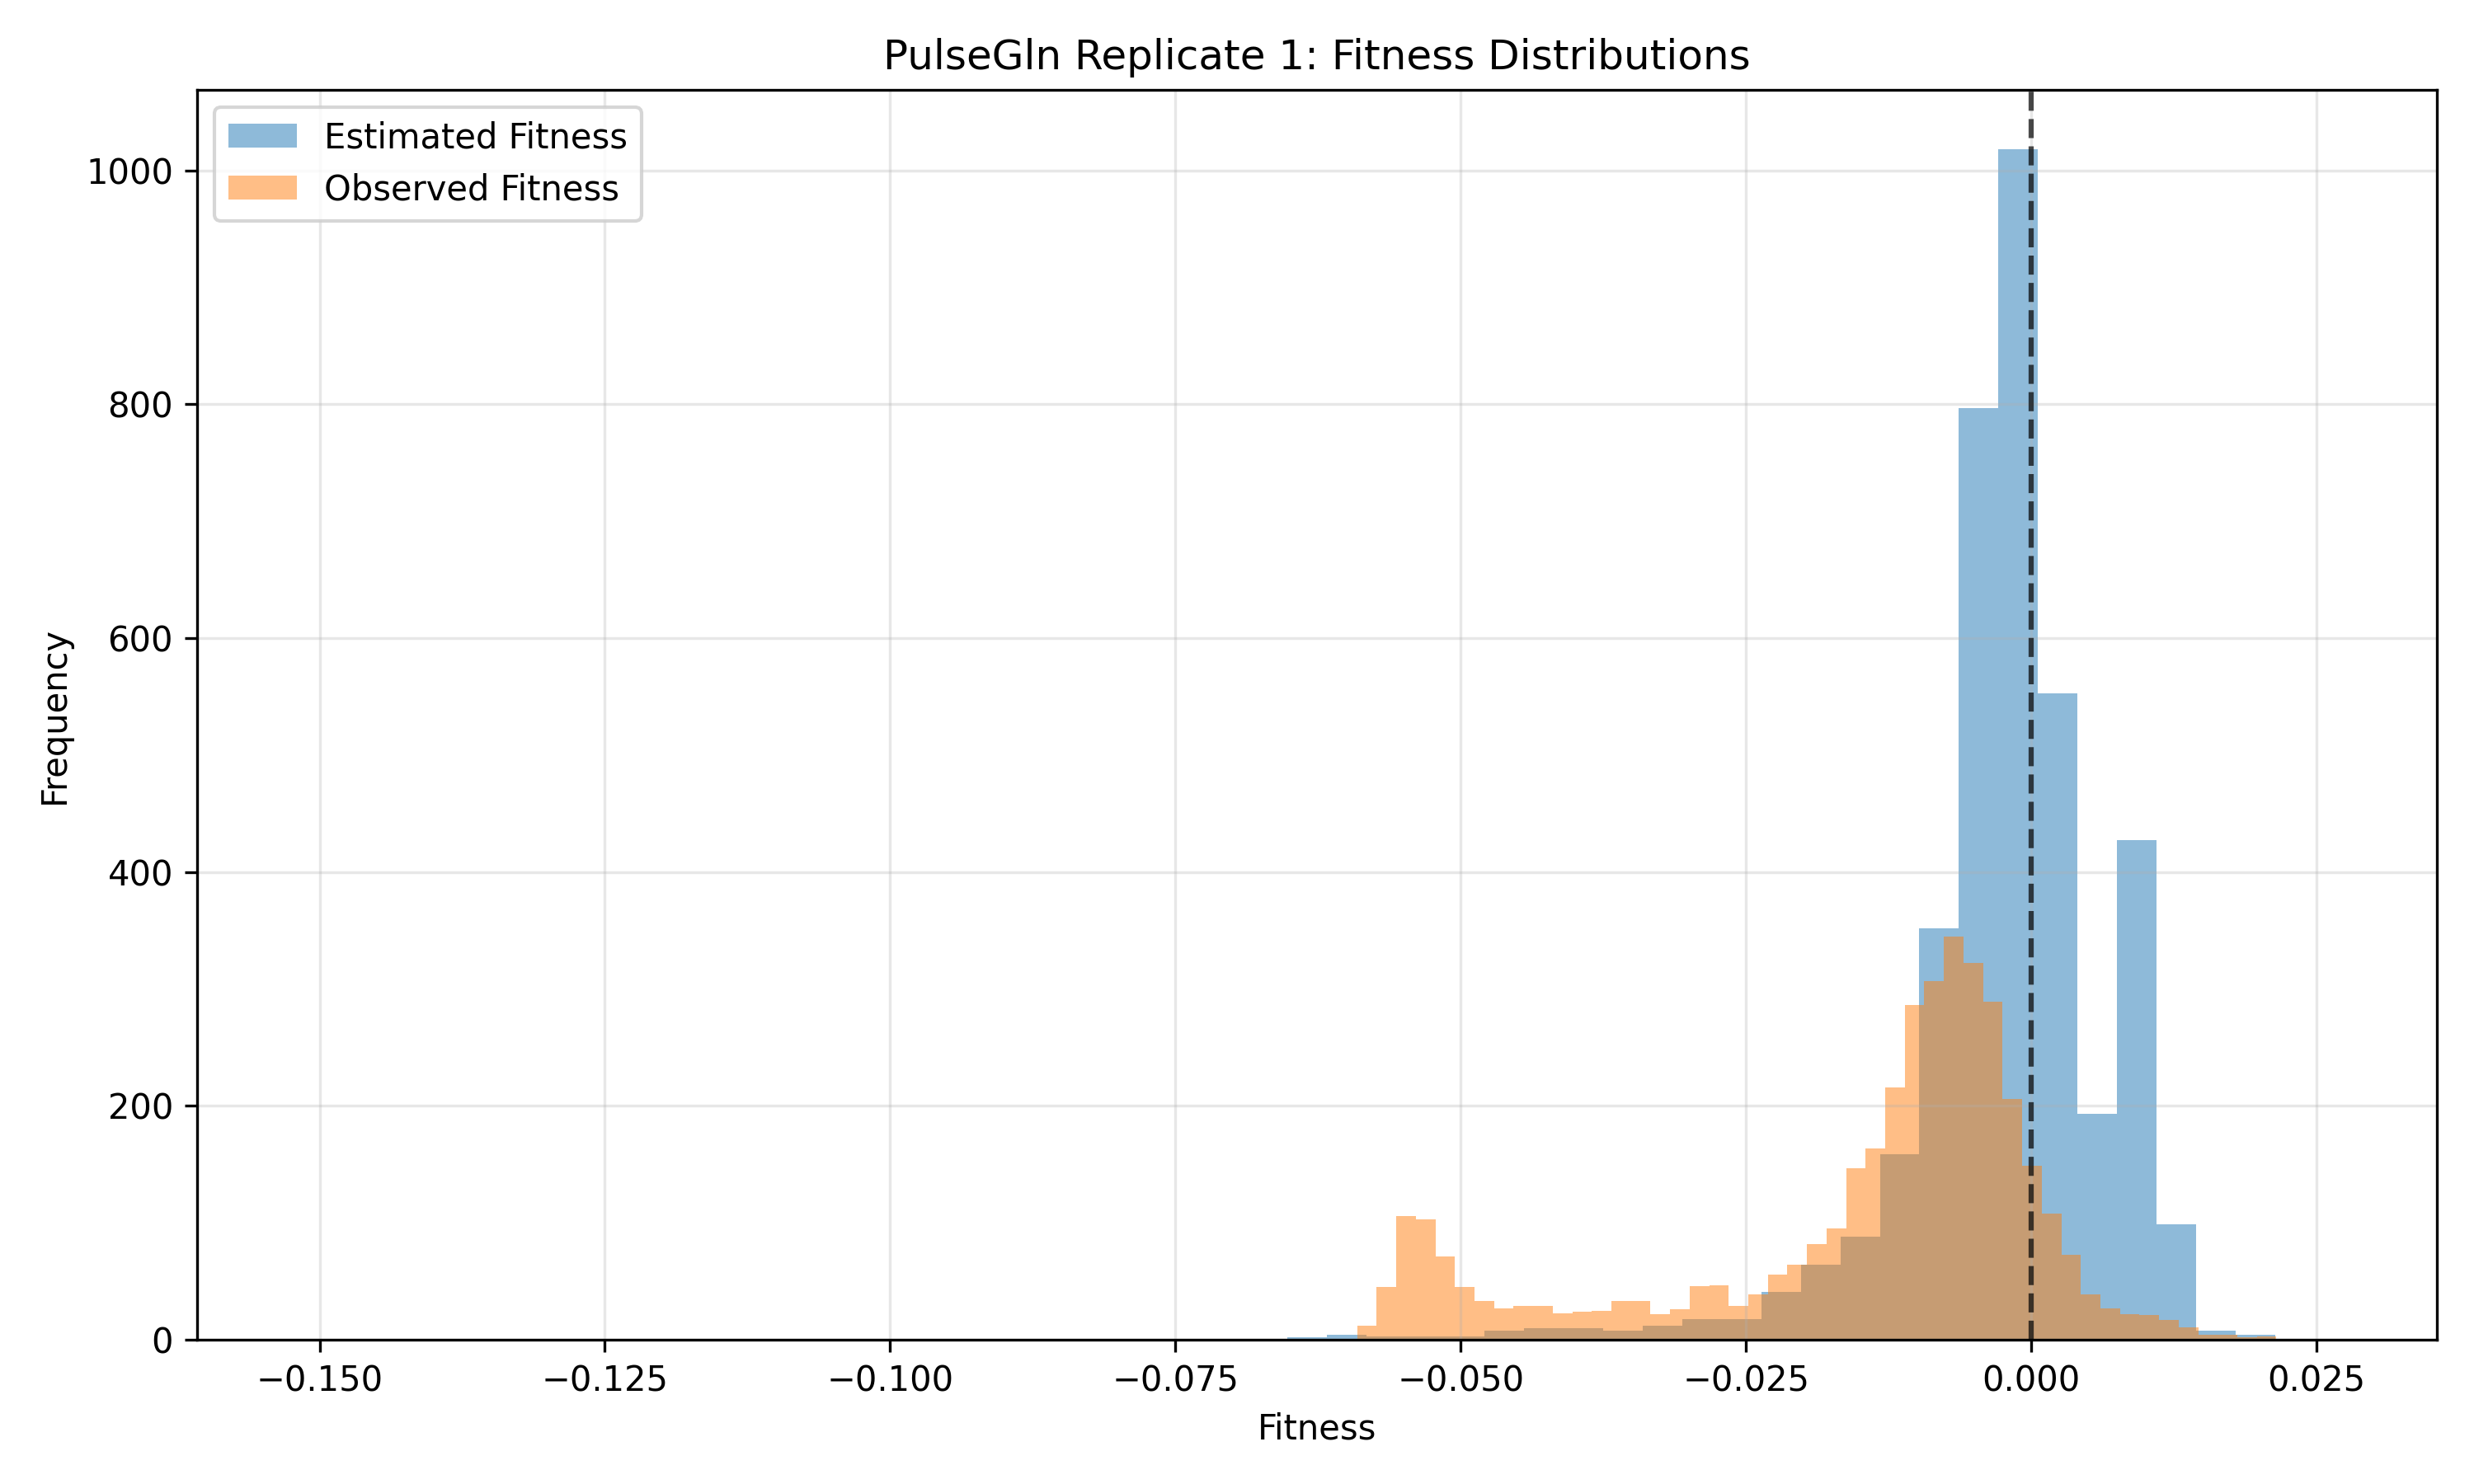 PulseGln Replicate 1: Fitness Distributions
Estimated Fitness
Observed Fitness
Frequency
1000
800
600
400
200
0
−0.150
−0.125
−0.100
−0.075
−0.050
−0.025
0.000
0.025
Fitness